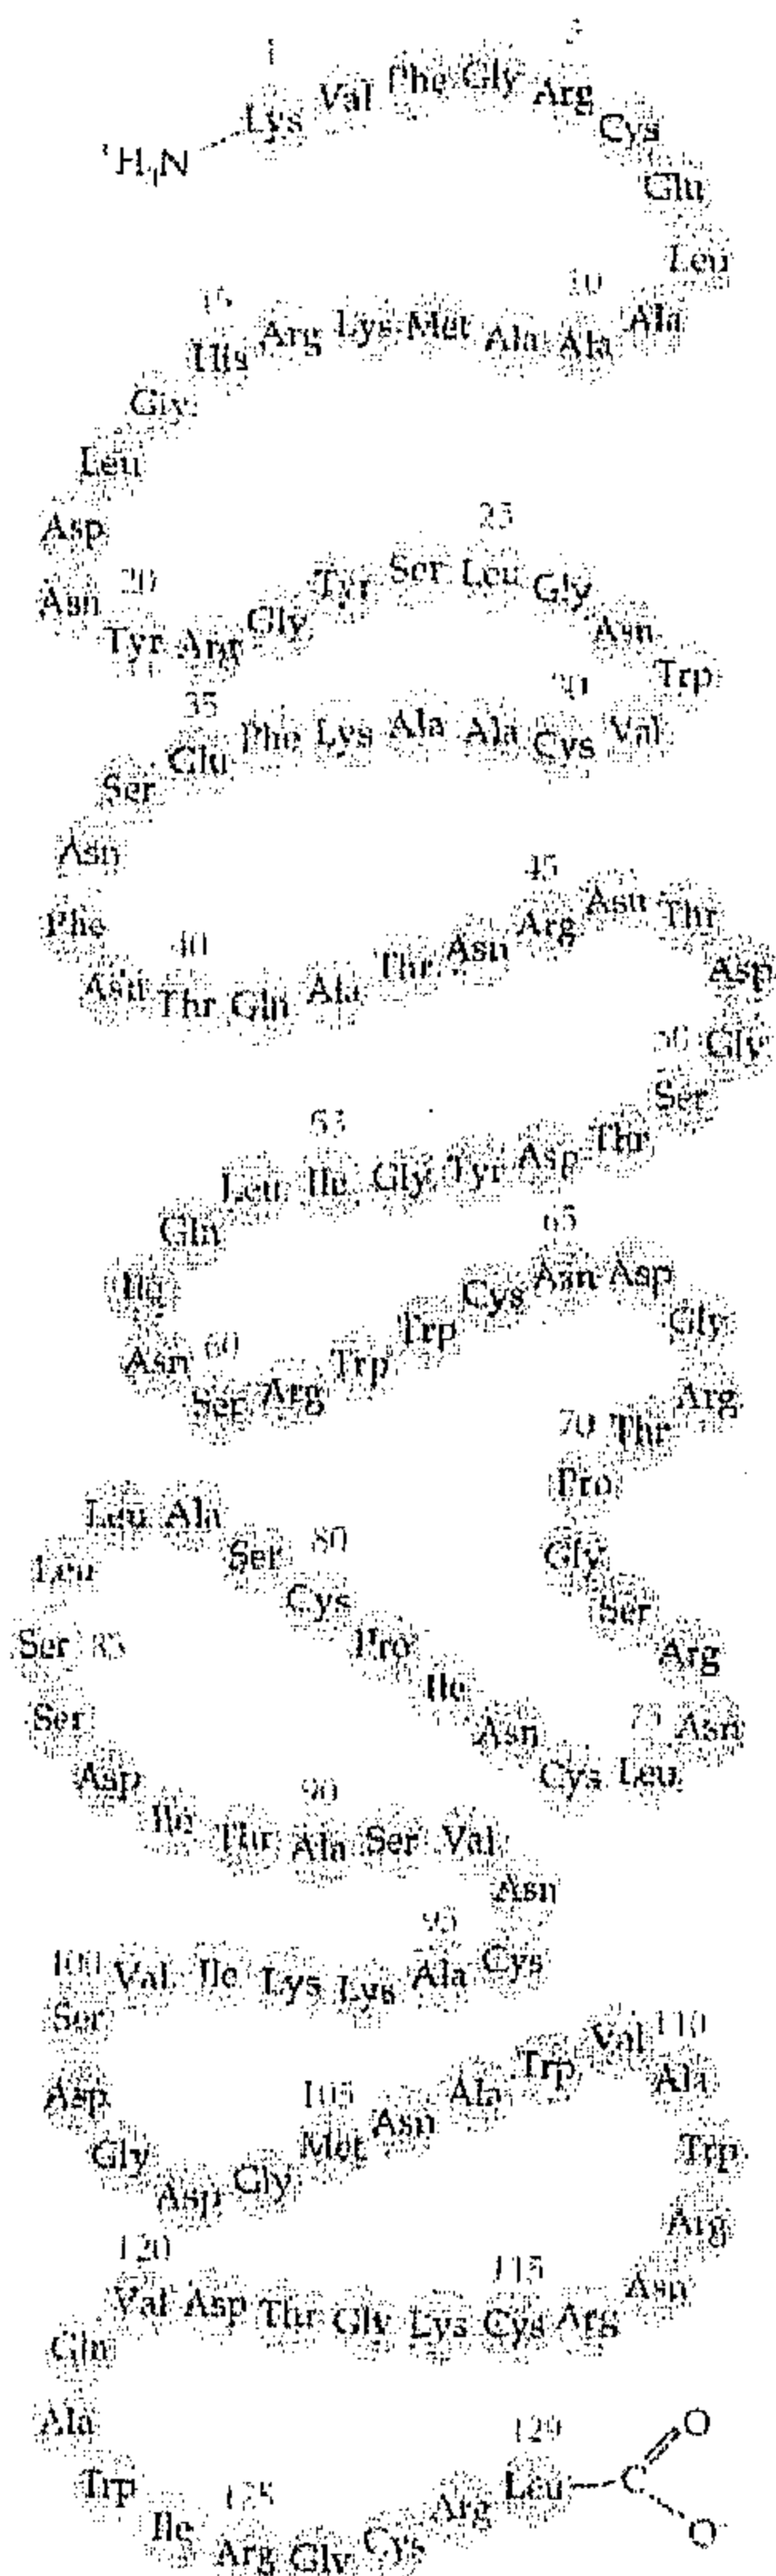 1 5
+H3N Lys Val Phe Gly Arg Cys Glu Leu
10 15
Ala Ala Ala Met Lys Arg His Gly Leu Asp Asn
20 25
Tyr Arg Gly Tyr Ser Leu Gly Asn Trp
30 35
Val Cys Ala Ala Lys Phe Glu Ser Asn Phe Asn
40 45
Thr Gln Ala Thr Asn Arg Asn Thr Asp Gly
50 55
Ser Thr Asp Tyr Gly Ile Leu Gln Ile Asn
60 65
Ser Arg Trp Trp Cys Asn Asp Gly Arg Thr
70
Pro Gly Ser Arg Asn
75 80
Leu Cys Asn Ile Pro Cys Ser Ala Leu Leu
85
Ser Ser Asp Ile
90
Thr Ala Ser Val Asn
95
Cys Ala Lys Lys Ile Val
100
Ser Asp Gly Asp Gly
105 110
Met Asn Ala Trp Val Ala Trp Arg Asn
115 120
Arg Cys Lys Gly Thr Asp Val Gln Ala Trp Ile
125 129
Arg Gly Cys Arg Leu C O
O-